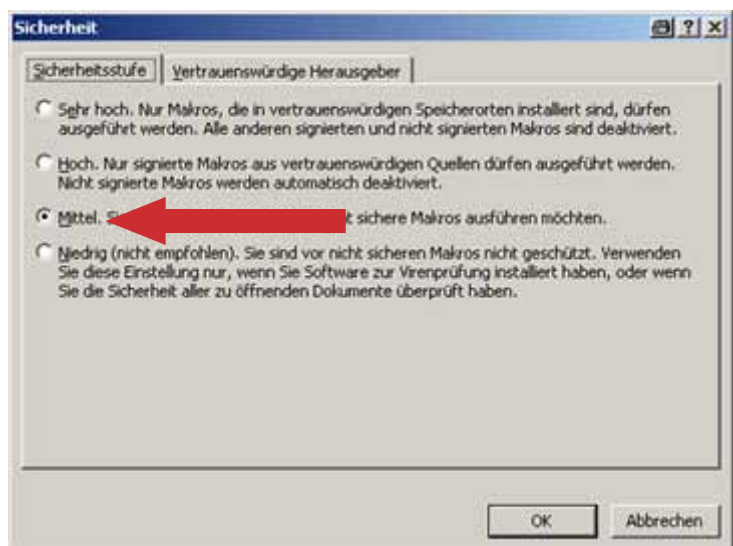 Sicherheit
Sicherheitsstufe
Vertrauenswürdige Herausgeber
Sehr hoch. Nur Makros, die in vertrauenswürdigen Speicherorten installiert sind, dürfen
ausgeführt werden. Alle anderen signierten und nicht signierten Makros sind deaktiviert.
Hoch. Nur signierte Makros aus vertrauenswürdigen Quellen dürfen ausgeführt werden.
Nicht signierte Makros werden automatisch deaktiviert.
Mittel. sichere Makros ausführen möchten.
Niedrig (nicht empfohlen). Sie sind vor nicht sicheren Makros nicht geschützt. Verwenden
Sie diese Einstellung nur, wenn Sie Software zur Virenprüfung installiert haben, oder wenn
Sie die Sicherheit aller zu öffnenden Dokumente überprüft haben.
OK
Abbrechen